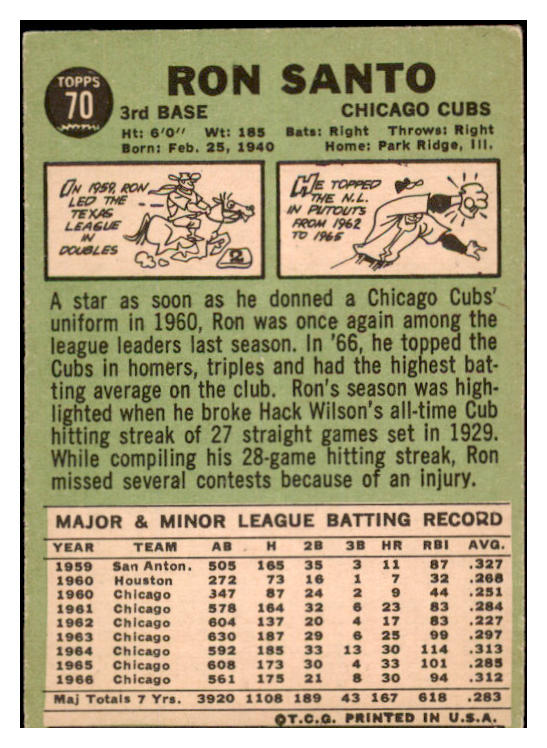 TOPPS
70
RON SANTO
3rd BASE CHICAGO CUBS
Ht: 6'0" Wt: 185 Bats: Right Throws: Right
Born: Feb. 25, 1940 Home: Park Ridge, Ill.
IN 1959, RON
LED THE
TEXAS
LEAGUE
IN
DOUBLES
2
HE TOPPED
THE N.L.
IN PUTOUTS
FROM 1962
TO 1965
A star as soon as he donned a Chicago Cubs'
uniform in 1960, Ron was once again among the
league leaders last season. In '66, he topped the
Cubs in homers, triples and had the highest bat-
ting average on the club. Ron's season was high-
lighted when he broke Hack Wilson's all-time Cub
hitting streak of 27 straight games set in 1929.
While compiling his 28-game hitting streak, Ron
missed several contests because of an injury.
MAJOR & MINOR LEAGUE BATTING RECORD
YEAR TEAM AB H 2B 3B HR RBI AVG.
1959 San Anton. 505 165 35 3 11 87 .327
1960 Houston 272 73 16 1 7 32 .268
1960 Chicago 347 87 24 2 9 44 .251
1961 Chicago 578 164 32 6 23 83 .284
1962 Chicago 604 137 20 4 17 83 .227
1963 Chicago 630 187 29 6 25 99 .297
1964 Chicago 592 185 33 13 30 114 .313
1965 Chicago 608 173 30 4 33 101 .285
1966 Chicago 561 175 21 8 30 94 .312
Maj Totals 7 Yrs. 3920 1108 189 43 167 618 .283
©T.C.G. PRINTED IN U.S.A.